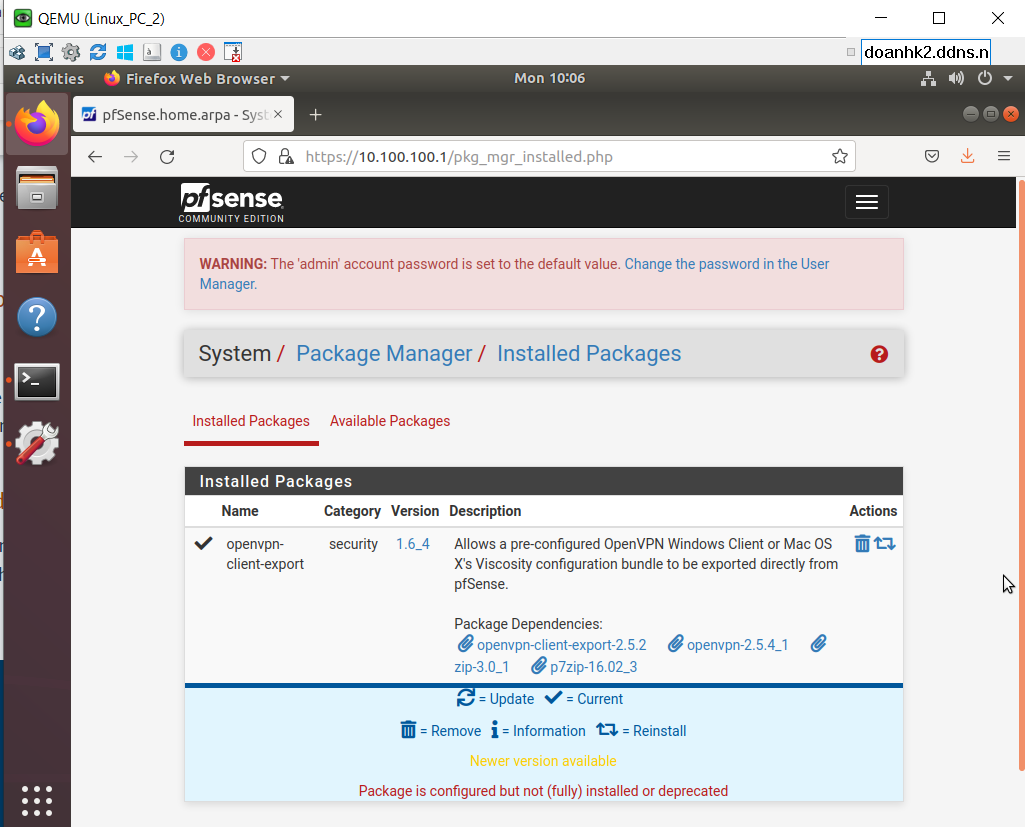 QEMU (Linux_PC_2)
doanhk2.ddns.n
Activities
Firefox Web Browser
Mon 10:06
pfSense.home.arpa - Syst
https://10.100.100.1/pkg_mgr_installed.php
pfsense
COMMUNITY EDITION
WARNING: The 'admin' account password is set to the default value. Change the password in the User
Manager.
System / Package Manager / Installed Packages
Installed Packages
Available Packages
Installed Packages
Name Category Version Description Actions
openvpn- security 1.6_4 Allows a pre-configured OpenVPN Windows Client or Mac OS
client-export X's Viscosity configuration bundle to be exported directly from
pfSense.
Package Dependencies:
openvpn-client-export-2.5.2 openvpn-2.5.4_1
zip-3.0_1 p7zip-16.02_3
= Update = Current
= Remove = Information = Reinstall
Newer version available
Package is configured but not (fully) installed or deprecated